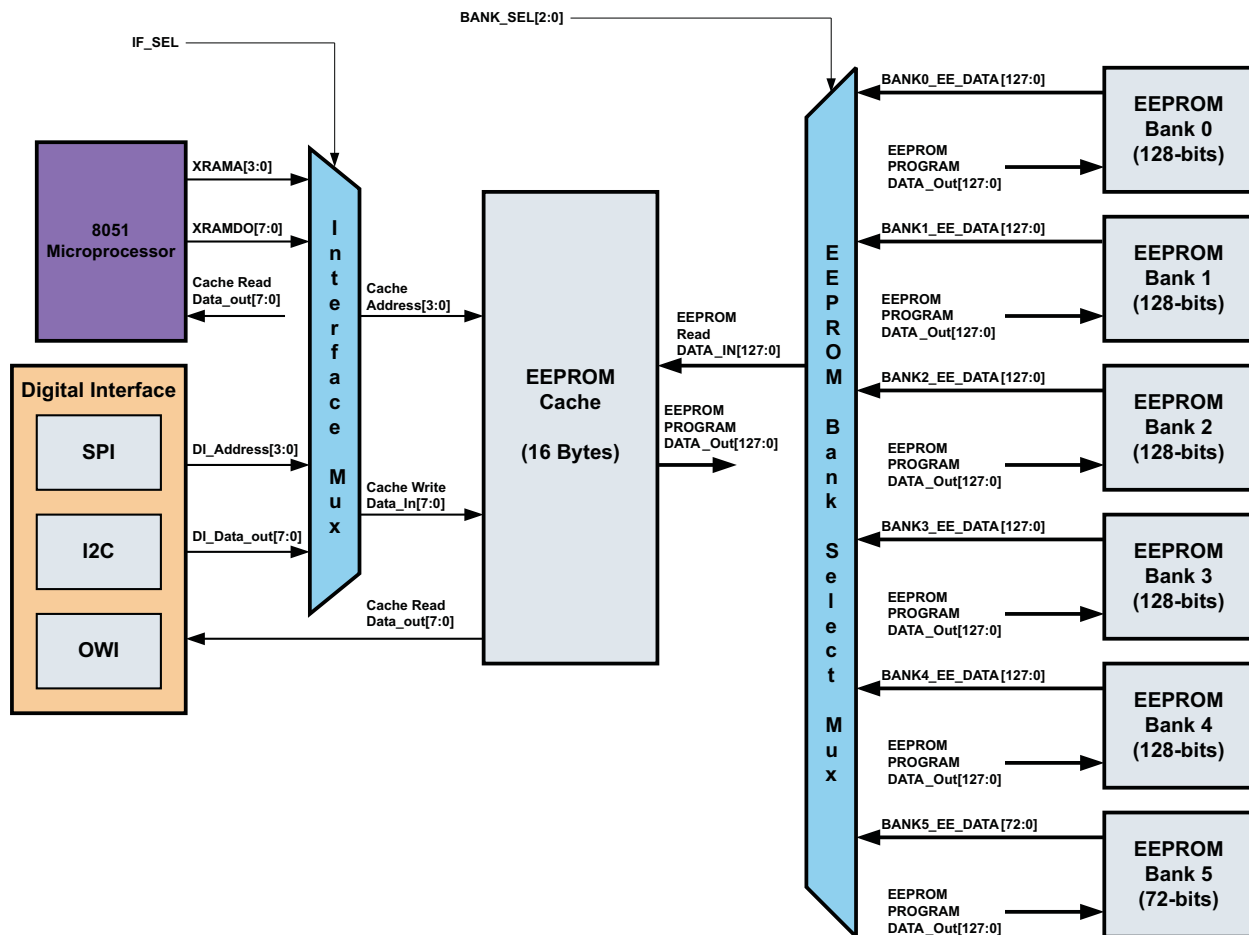 BANK_SEL[2:0]
IF_SEL
8051
Microprocessor
XRAMA[3:0]
XRAMDO[7:0]
Cache Read
Data_out[7:0]
Digital Interface
SPI
I2C
OWI
DI_Address[3:0]
DI_Data_out[7:0]
Interface Mux
Cache
Address[3:0]
Cache Write
Data_In[7:0]
Cache Read
Data_out[7:0]
EEPROM
Cache
(16 Bytes)
EEPROM
Read
DATA_IN[127:0]
EEPROM
PROGRAM
DATA_Out[127:0]
EEPROM Bank Select Mux
BANK0_EE_DATA[127:0]
EEPROM
PROGRAM
DATA_Out[127:0]
EEPROM
Bank 0
(128-bits)
BANK1_EE_DATA[127:0]
EEPROM
PROGRAM
DATA_Out[127:0]
EEPROM
Bank 1
(128-bits)
BANK2_EE_DATA[127:0]
EEPROM
PROGRAM
DATA_Out[127:0]
EEPROM
Bank 2
(128-bits)
BANK3_EE_DATA[127:0]
EEPROM
PROGRAM
DATA_Out[127:0]
EEPROM
Bank 3
(128-bits)
BANK4_EE_DATA[127:0]
EEPROM
PROGRAM
DATA_Out[127:0]
EEPROM
Bank 4
(128-bits)
BANK5_EE_DATA[72:0]
EEPROM
PROGRAM
DATA_Out[127:0]
EEPROM
Bank 5
(72-bits)